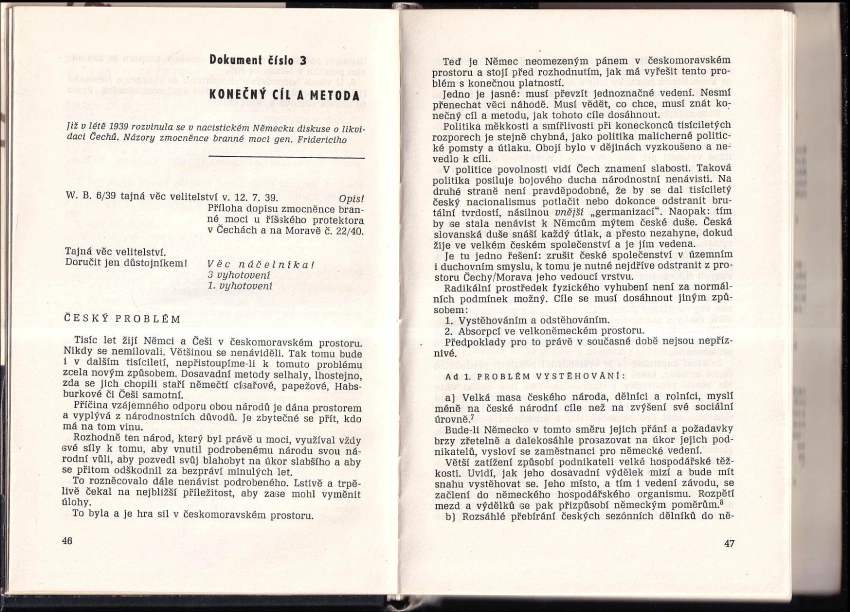 Dokument číslo 3
KONEČNÝ CÍL A METODA
Již v létě 1939 rozvinula se v nacistickém Německu diskuse o likvi-
daci Čechů. Názory zmocněnce branné moci gen. Fridericiho
W. B. 6/39 tajná věc velitelství v. 12. 7. 39. Opis!
Příloha dopisu zmocněnce bran-
né moci u říšského protektora
v Čechách a na Moravě č. 22/40.
Tajná věc velitelství.
Doručit jen důstojníkem! Věc náčelníka!
3 vyhotovení
1. vyhotovení
ČESKÝ PROBLÉM
Tisíc let žijí Němci a Češi v českomoravském prostoru.
Nikdy se nemilovali. Většinou se nenáviděli. Tak tomu bude
i v dalším tisíciletí, nepřistoupíme-li k tomuto problému
zcela novým způsobem. Dosavadní metody selhaly, lhostejno,
zda se jich chopili staří němečtí císařové, papežové, Habs-
burkové či Češi samotní.
Příčina vzájemného odporu obou národů je dána prostorem
a vyplývá z národnostních důvodů. Je zbytečné se přít, kdo
má na tom vinu.
Rozhodně ten národ, který byl právě u moci, využíval vždy
své síly k tomu, aby vnutil podrobenému národu svou ná-
rodní vůli, aby pozvedl svůj blahobyt na úkor slabšího a aby
se přitom odškodnil za bezpráví minulých let.
To rozněcovalo dále nenávist podrobeného. Lstivě a trpě-
livě čekal na nejbližší příležitost, aby zase mohl vyměnit
úlohy.
To byla a je hra sil v českomoravském prostoru.
46
Teď je Němec neomezeným pánem v českomoravském
prostoru a stojí před rozhodnutím, jak má vyřešit tento pro-
blém s konečnou platností.
Jedno je jasné: musí převzít jednoznačné vedení. Nesmí
přenechat věci náhodě. Musí vědět, co chce, musí znát ko-
nečný cíl a metodu, jak tohoto cíle dosáhnout.
Politika měkkosti a smířlivosti při koneckonců tisíciletých
rozporech je stejně chybná, jako politika malicherné politic-
ké pomsty a útlaku. Obojí bylo v dějinách vyzkoušeno a ne-
vedlo k cíli.
V politice povolnosti vidí Čech znamení slabosti. Taková
politika posiluje bojového ducha národnostní nenávisti. Na
druhé straně není pravděpodobné, že by se dal tisíciletý
český nacionalismus potlačit nebo dokonce odstranit bru-
tální tvrdostí, násilnou vnější „germanizací“. Naopak: tím
by se stala nenávist k Němcům mýtem české duše. Česká
slovanská duše snáší každý útlak, a přesto nezahyne, dokud
žije ve velkém českém společenství a je jím vedena.
Je tu jedno řešení: zrušit české společenství v územním
i duchovním smyslu, k tomu je nutné nejdříve odstranit z pro-
storu Čechy/Morava jeho vedoucí vrstvu.
Radikální prostředek fyzického vyhubení není za normál-
ních podmínek možný. Cíle se musí dosáhnout jiným způ-
sobem:
1. Vystěhováním a odstěhováním.
2. Absorpcí ve velkoněmeckém prostoru.
Předpoklady pro to právě v současné době nejsou nepříz-
nivé.
Ad 1. PROBLÉM VYSTĚHOVÁNÍ:
a) Velká masa českého národa, dělníci a rolníci, myslí
méně na české národní cíle než na zvýšení své sociální
úrovně.7
Bude-li Německo v tomto směru jejich přání a požadavky
brzy zřetelně a dalekosáhle prosazovat na úkor jejich pod-
nikatelů, vysloví se zaměstnanci pro německé vedení.
Větší zatížení způsobí podnikateli velké hospodářské těž-
kosti. Uvidí, jak jeho dosavadní výdělek mizí a bude mít
snahu vystěhovat se. Jeho místo, a tím i vedení závodu, se
začlení do německého hospodářského organismu. Rozpětí
mezd a výdělků se pak přizpůsobí německým poměrům.8
b) Rozsáhlé přebírání českých sezónních dělníků do ně-
47